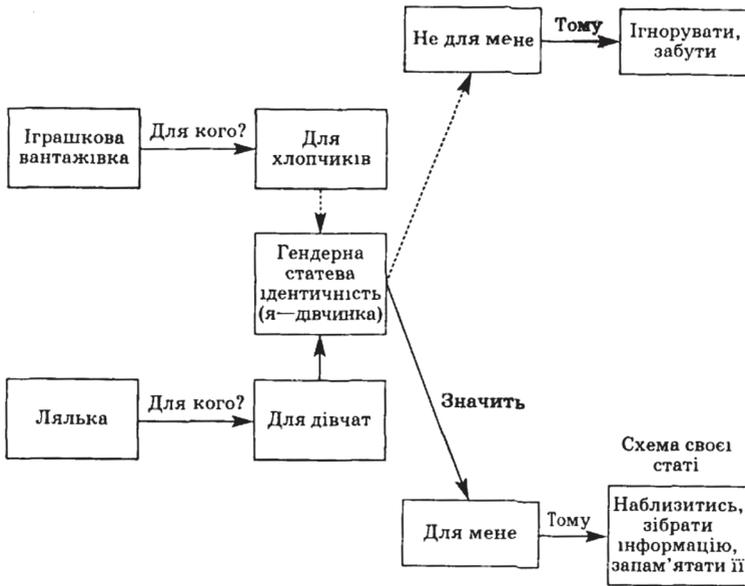 Не для мене
Тому
Ігнорувати,
забути
Іграшкова
вантажівка
Для кого?
Для
хлопчиків
Гендерна
статева
ідентичність
(я—дівчинка)
Лялька
Для кого?
Для дівчат
Значить
Схема своєї
статі
Для мене
Тому
Наблизитись,
зібрати
інформацію,
запам’ятати її